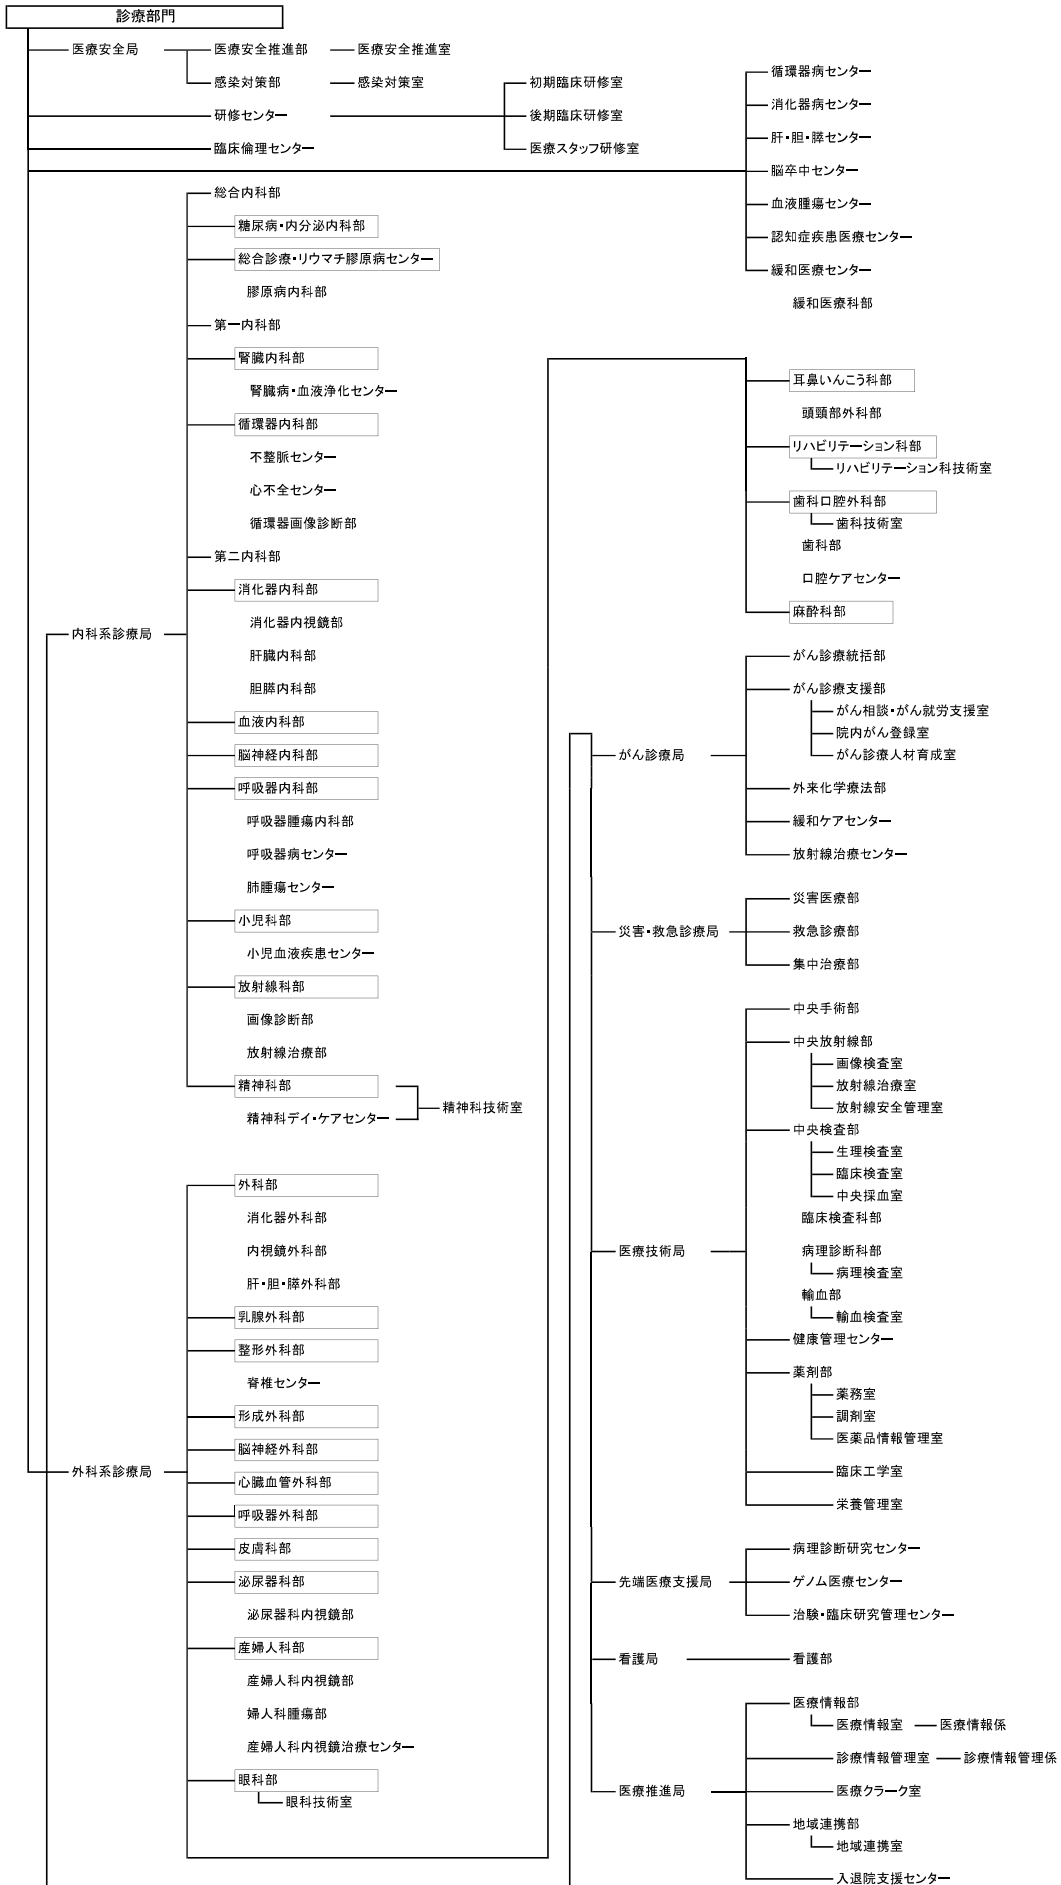 診療部門
医療安全局
医療安全推進部
医療安全推進室
感染対策部
感染対策室
研修センター
初期臨床研修室
後期臨床研修室
医療スタッフ研修室
臨床倫理センター
循環器病センター
消化器病センター
肝・胆・膵センター
脳卒中センター
血液腫瘍センター
認知症疾患医療センター
緩和医療センター
緩和医療科部
内科系診療局
総合内科部
糖尿病・内分泌内科部
総合診療・リウマチ膠原病センター
膠原病内科部
第一内科部
腎臓内科部
腎臓病・血液浄化センター
循環器内科部
不整脈センター
心不全センター
循環器画像診断部
第二内科部
消化器内科部
消化器内視鏡部
肝臓内科部
胆膵内科部
血液内科部
脳神経内科部
呼吸器内科部
呼吸器腫瘍内科部
呼吸器病センター
肺腫瘍センター
小児科部
小児血液疾患センター
放射線科部
画像診断部
放射線治療部
精神科部
精神科デイ・ケアセンター
精神科技術室
外科系診療局
外科部
消化器外科部
内視鏡外科部
肝・胆・膵外科部
乳腺外科部
整形外科部
脊椎センター
形成外科部
脳神経外科部
心臓血管外科部
呼吸器外科部
皮膚科部
泌尿器科部
泌尿器科内視鏡部
産婦人科部
産婦人科内視鏡部
婦人科腫瘍部
産婦人科内視鏡治療センター
眼科部
眼科技術室
耳鼻いんこう科部
頭頸部外科部
リハビリテーション科部
リハビリテーション科技術室
歯科口腔外科部
歯科技術室
歯科部
口腔ケアセンター
麻酔科部
がん診療局
がん診療統括部
がん診療支援部
がん相談・がん就労支援室
院内がん登録室
がん診療人材育成室
外来化学療法部
緩和ケアセンター
放射線治療センター
災害・救急診療局
災害医療部
救急診療部
集中治療部
医療技術局
中央手術部
中央放射線部
画像検査室
放射線治療室
放射線安全管理室
中央検査部
生理検査室
臨床検査室
中央採血室
臨床検査科部
病理診断科部
病理検査室
輸血部
輸血検査室
健康管理センター
薬剤部
薬務室
調剤室
医薬品情報管理室
臨床工学室
栄養管理室
先端医療支援局
病理診断研究センター
ゲノム医療センター
治験・臨床研究管理センター
看護局
看護部
医療推進局
医療情報部
医療情報室
医療情報係
診療情報管理室
診療情報管理係
医療クラーク室
地域連携部
地域連携室
入退院支援センター